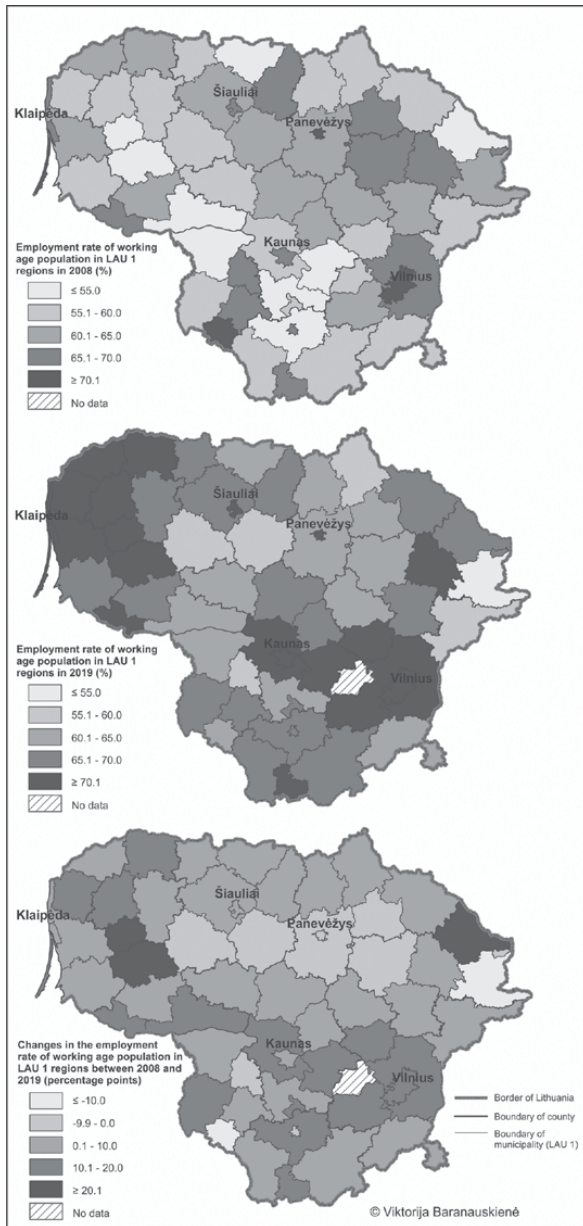 Šiauliai
Klaipėda
Panevėžys
Kaunas
Vilnius
Employment rate of working
age population in LAU 1
regions in 2008 (%)
≤ 55.0
55.1 - 60.0
60.1 - 65.0
65.1 - 70.0
≥ 70.1
No data
Šiauliai
Klaipėda
Panevėžys
Kaunas
Vilnius
Employment rate of working
age population in LAU 1
regions in 2019 (%)
≤ 55.0
55.1 - 60.0
60.1 - 65.0
65.1 - 70.0
≥ 70.1
No data
Šiauliai
Klaipėda
Panevėžys
Kaunas
Vilnius
Changes in the employment
rate of working age population in
LAU 1 regions between 2008 and
2019 (percentage points)
≤ -10.0
-9.9 - 0.0
0.1 - 10.0
10.1 - 20.0
≥ 20.1
No data
Border of Lithuania
Boundary of county
Boundary of
municipality (LAU 1)
© Viktorija Baranauskienė